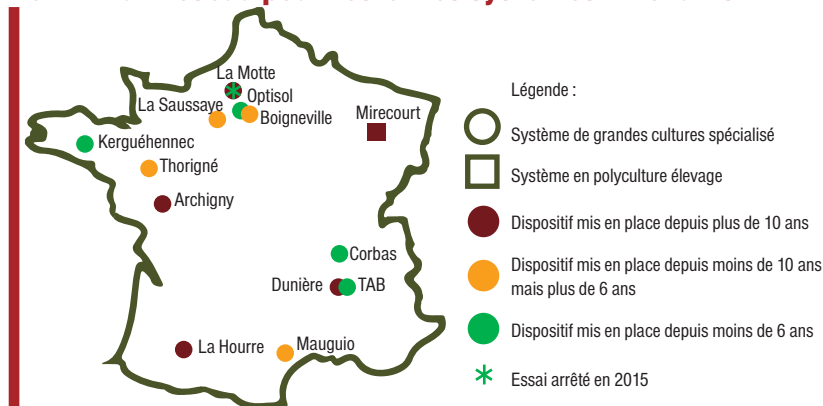 La Motte
Optisol
La Saussaye
Boigneville
Mirecourt
Kerguéhennec
Thorigné
Archigny
Corbas
Dunière
TAB
La Hourre
Mauguio
Légende :
Système de grandes cultures spécialisé
Système en polyculture élevage
Dispositif mis en place depuis plus de 10 ans
Dispositif mis en place depuis moins de 10 ans
mais plus de 6 ans
Dispositif mis en place depuis moins de 6 ans
Essai arrêté en 2015